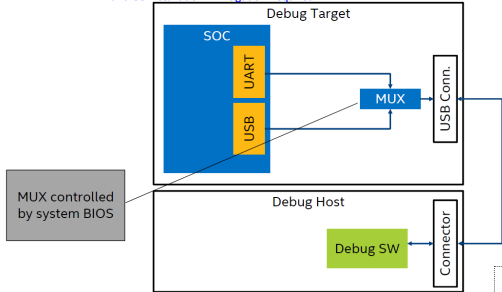 Debug Target
SOC
UART
USB
MUX
USB Conn.
MUX controlled
by system BIOS
Debug Host
Debug SW
Connector